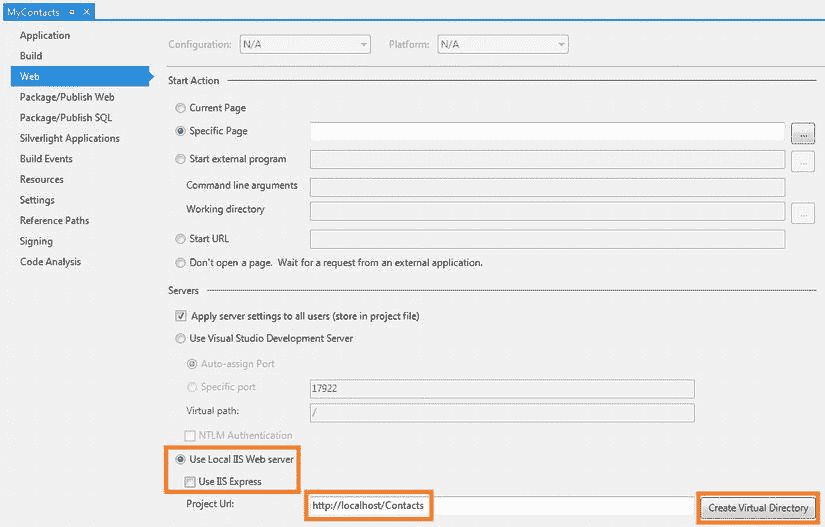 MyContacts
Application
Build
Web
Package/Publish Web
Package/Publish SQL
Silverlight Applications
Build Events
Resources
Settings
Reference Paths
Signing
Code Analysis
Configuration: N/A Platform: N/A
Start Action
Current Page
Specific Page ...
Start external program ...
Command line arguments
Working directory ...
Start URL
Don't open a page. Wait for a request from an external application.
Servers
Apply server settings to all users (store in project file)
Use Visual Studio Development Server
Auto-assign Port
Specific port 17922
Virtual path: /
NTLM Authentication
Use Local IIS Web server
Use IIS Express
Project Url: http://localhost/Contacts Create Virtual Directory